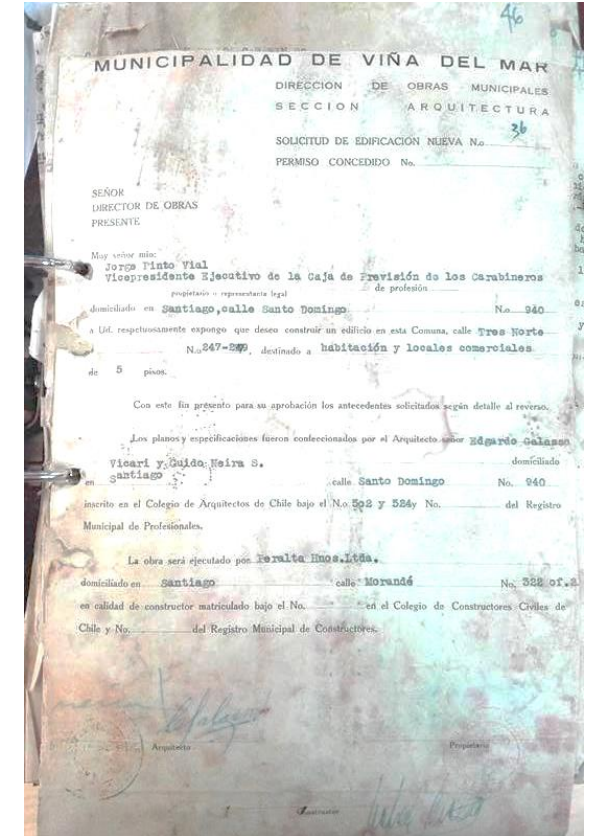 46
MUNICIPALIDAD DE VIÑA DEL MAR
DIRECCION DE OBRAS MUNICIPALES
SECCION ARQUITECTURA
SOLICITUD DE EDIFICACION NUEVA No. 36
PERMISO CONCEDIDO No.
SEÑOR
DIRECTOR DE OBRAS
PRESENTE
Muy señor mío:
Jorge Pinto Vial
Vicepresidente Ejecutivo de la Caja de Previsión de los Carabineros
propietario o representante legal de profesión
domiciliado en Santiago, calle Santo Domingo No. 940
a Ud. respetuosamente expongo que deseo construir un edificio en esta Comuna, calle Tres Norte
No. 247- , destinado a habitación y locales comerciales
de 5 pisos.
Con este fin presento para su aprobación los antecedentes solicitados según detalle al reverso.
Los planos y especificaciones fueron confeccionados por el Arquitecto señor Edgardo
Vicari y Guido Neira S. domiciliado
en Santiago calle Santo Domingo No. 940
inscrito en el Colegio de Arquitectos de Chile bajo el N.o 502 y 524y No. del Registro
Municipal de Profesionales.
La obra será ejecutado por Peralta Hnos.Ltda.
domiciliado en Santiago calle Morandé No. 322 of.2
en calidad de constructor matriculado bajo el No. en el Colegio de Constructores Civiles de
Chile y No. del Registro Municipal de Constructores.
Arquitecto Propietario
Constructor